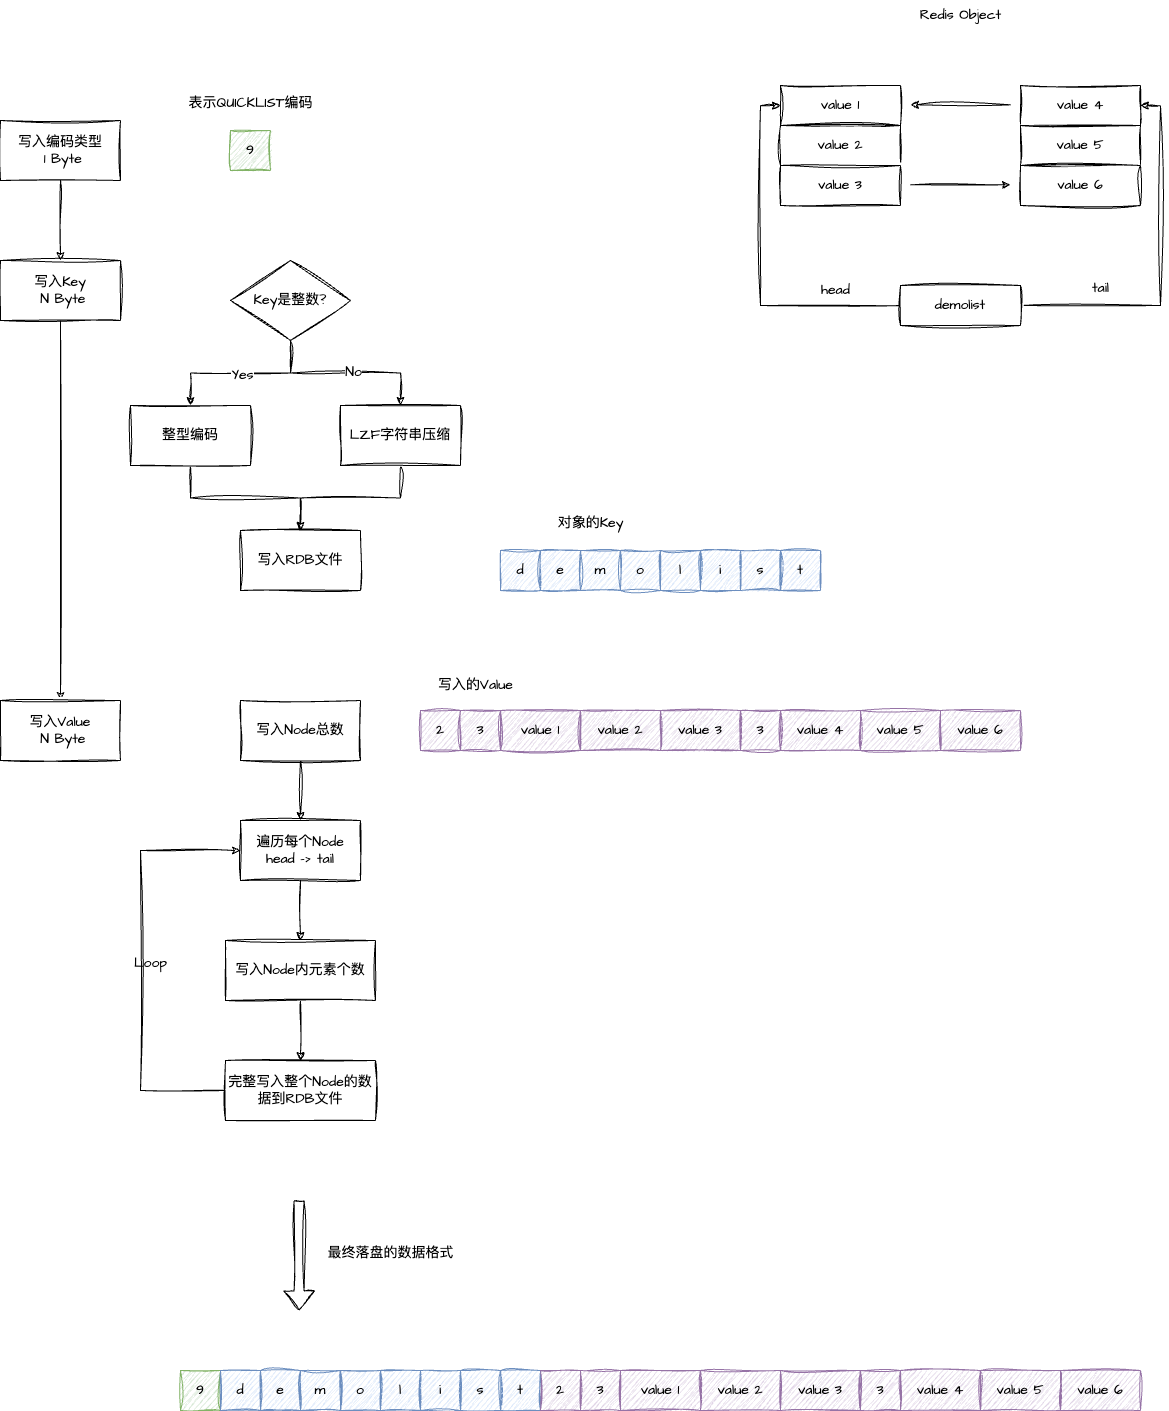 Redis Object
表示QUICKLIST编码
写入编码类型
1 Byte
9
value 1
value 2
value 3
value 4
value 5
value 6
head
demolist
tail
写入Key
N Byte
Key是整数?
Yes
No
整型编码
LZF字符串压缩
写入RDB文件
对象的Key
d e m o l i s t
写入Value
N Byte
写入Node总数
写入的Value
2 3 value 1 value 2 value 3 3 value 4 value 5 value 6
遍历每个Node
head -> tail
Loop
写入Node内元素个数
完整写入整个Node的数
据到RDB文件
最终落盘的数据格式
9 d e m o l i s t 2 3 value 1 value 2 value 3 3 value 4 value 5 value 6